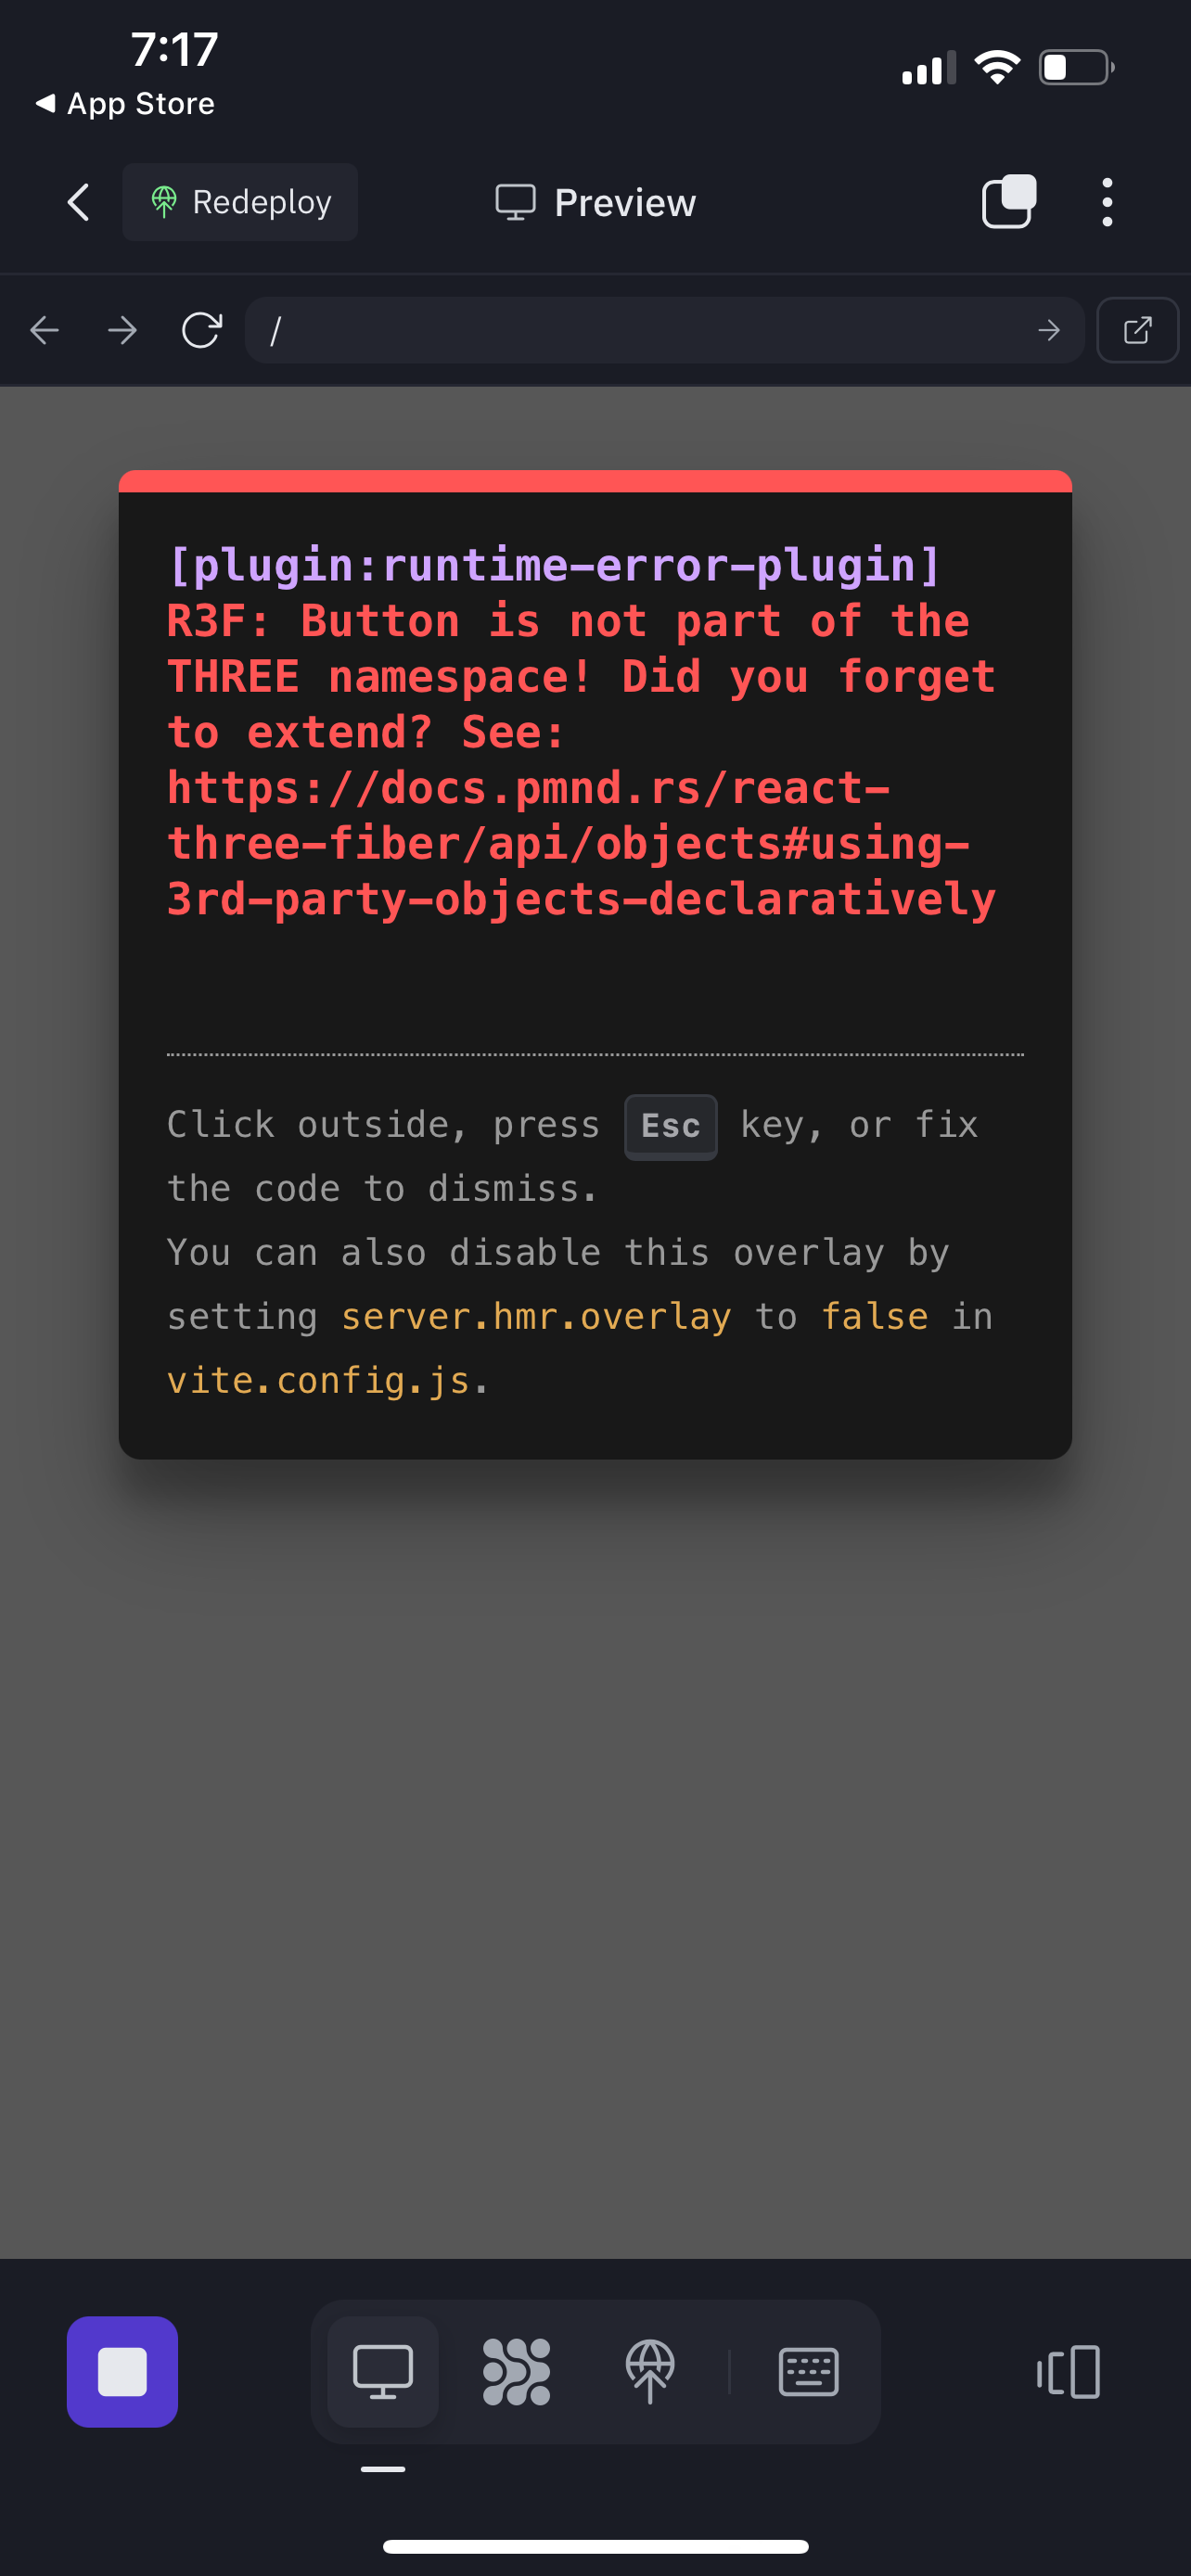 7:17
◀ App Store
Redeploy
Preview
/
[plugin:runtime-error-plugin]
R3F: Button is not part of the
THREE namespace! Did you forget
to extend? See:
https://docs.pmnd.rs/react-
three-fiber/api/objects#using-
3rd-party-objects-declaratively
Click outside, press Esc key, or fix
the code to dismiss.
You can also disable this overlay by
setting server.hmr.overlay to false in
vite.config.js.